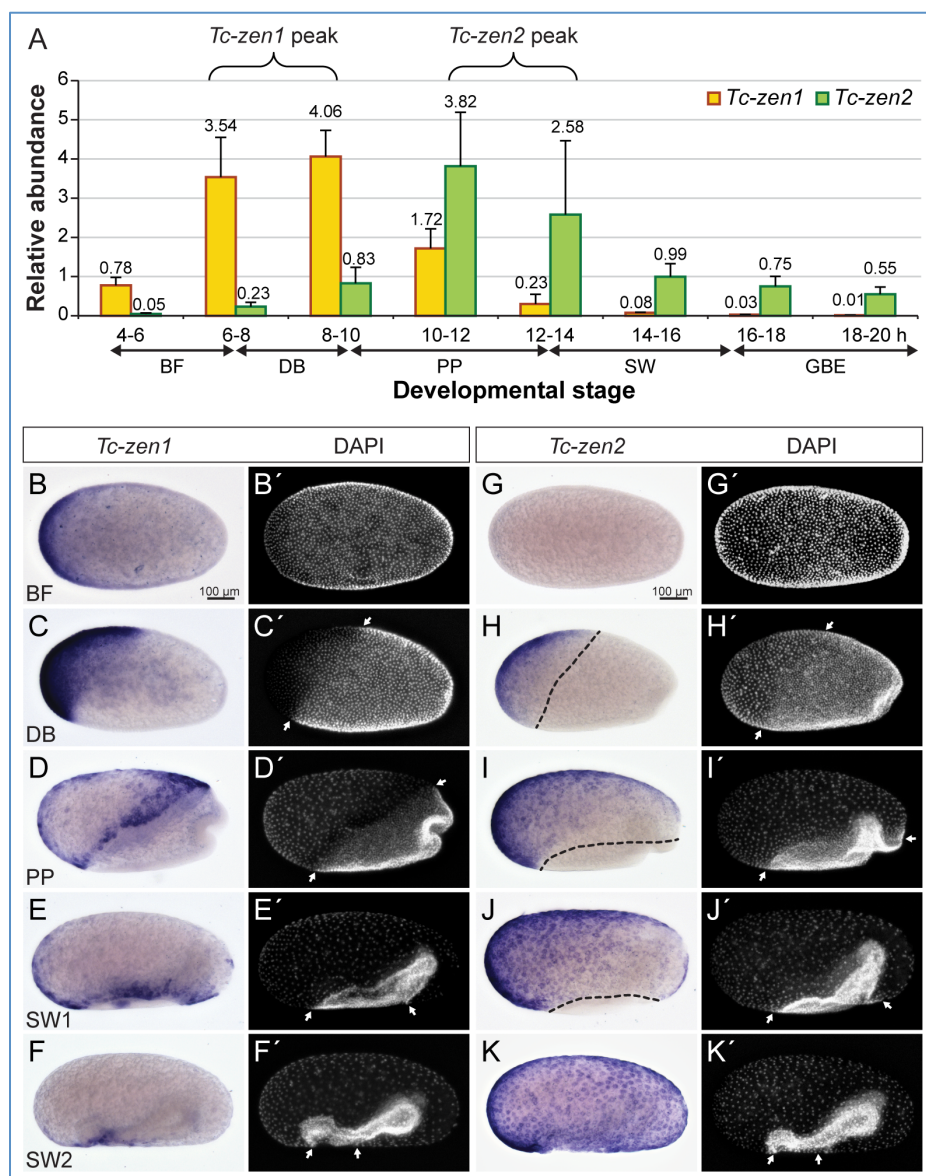 A
Tc-zen1 peak
Tc-zen2 peak
Tc-zen1
Tc-zen2
Relative abundance
6
5
4
3
2
1
0
0.78
0.05
3.54
0.23
4.06
0.83
1.72
3.82
0.23
2.58
0.08
0.99
0.03
0.75
0.01
0.55
4-6 6-8 8-10 10-12 12-14 14-16 16-18 18-20 h
BF DB PP SW GBE
Developmental stage
Tc-zen1 DAPI Tc-zen2 DAPI
B B´ G G´
BF 100 µm 100 µm
C C´ H H´
DB
D D´ I I´
PP
E E´ J J´
SW1
F F´ K K´
SW2